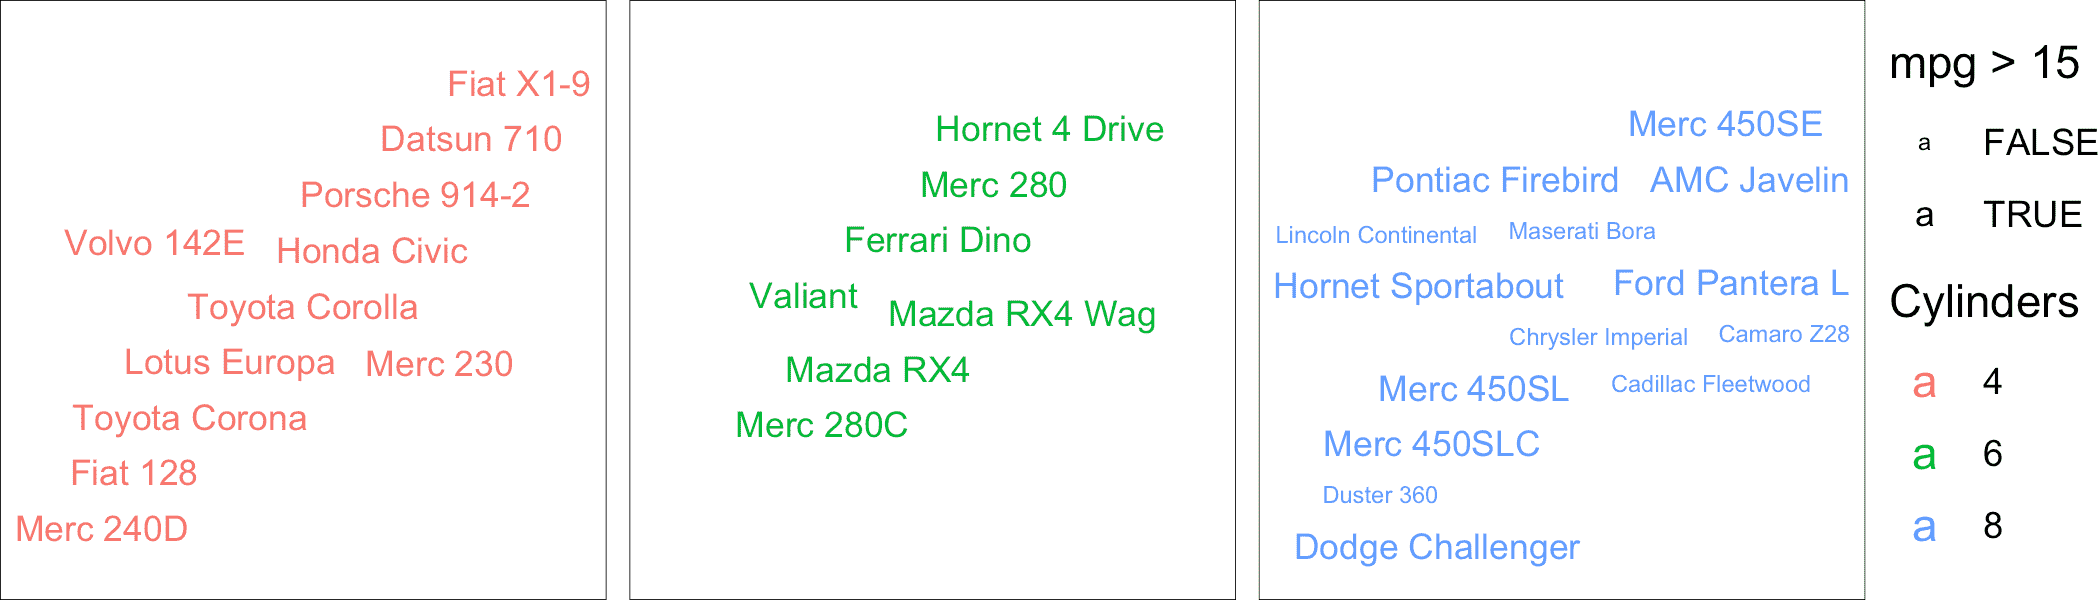 Fiat X1-9
Datsun 710
Porsche 914-2
Volvo 142E
Honda Civic
Toyota Corolla
Lotus Europa
Merc 230
Toyota Corona
Fiat 128
Merc 240D
Hornet 4 Drive
Merc 280
Ferrari Dino
Valiant
Mazda RX4 Wag
Mazda RX4
Merc 280C
Merc 450SE
Pontiac Firebird
AMC Javelin
Lincoln Continental
Maserati Bora
Hornet Sportabout
Ford Pantera L
Chrysler Imperial
Camaro Z28
Merc 450SL
Cadillac Fleetwood
Merc 450SLC
Duster 360
Dodge Challenger
mpg > 15
a FALSE
a TRUE
Cylinders
a 4
a 6
a 8